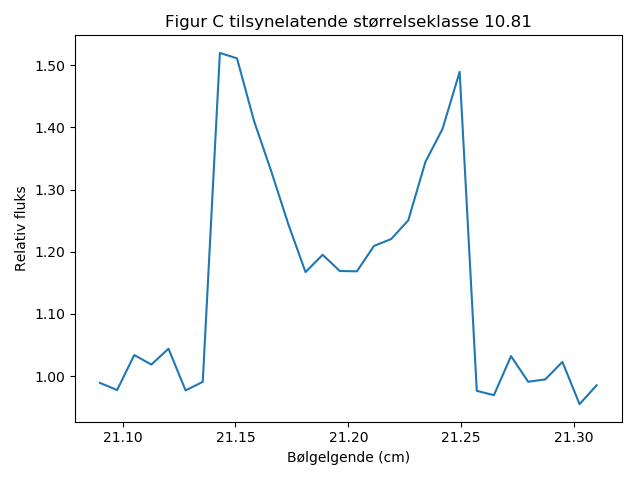 Figur C tilsynelatende størrelseklasse 10.81
1.50
1.40
1.30
1.20
1.10
1.00
Relativ fluks
21.10 21.15 21.20 21.25 21.30
Bølgelgende (cm)